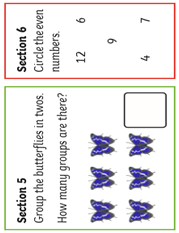 Section 5
Group the butterflies in twos.
How many groups are there?
Section 6
Circle the even
numbers.
12 6
9
4 7